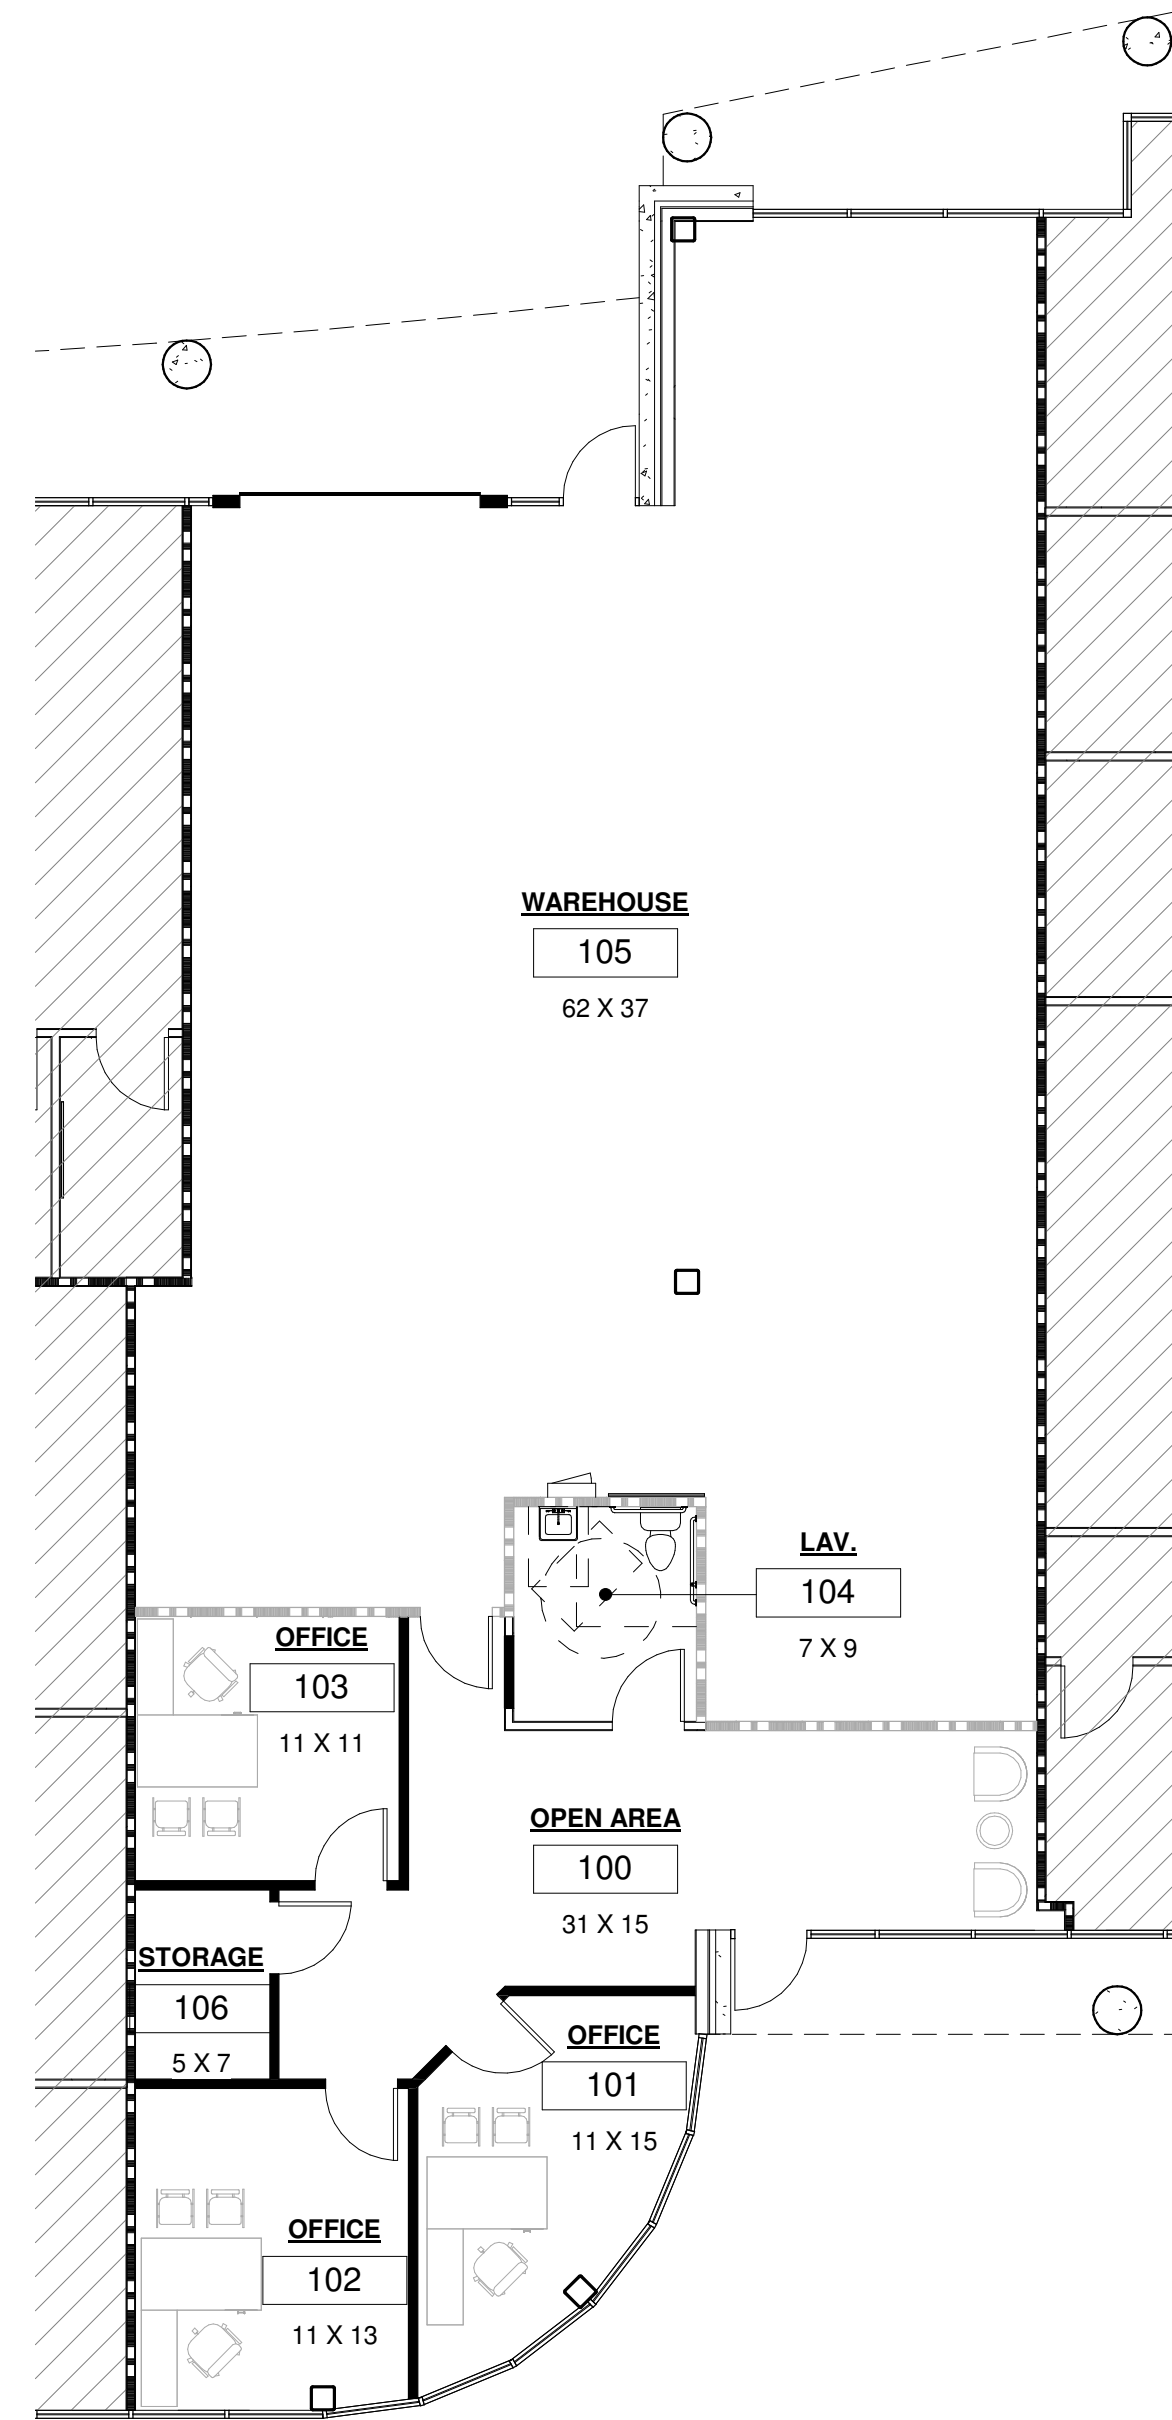 WAREHOUSE
105
62 X 37
LAV.
104
7 X 9
OFFICE
103
11 X 11
OPEN AREA
100
31 X 15
STORAGE
106
5 X 7
OFFICE
101
11 X 15
OFFICE
102
11 X 13